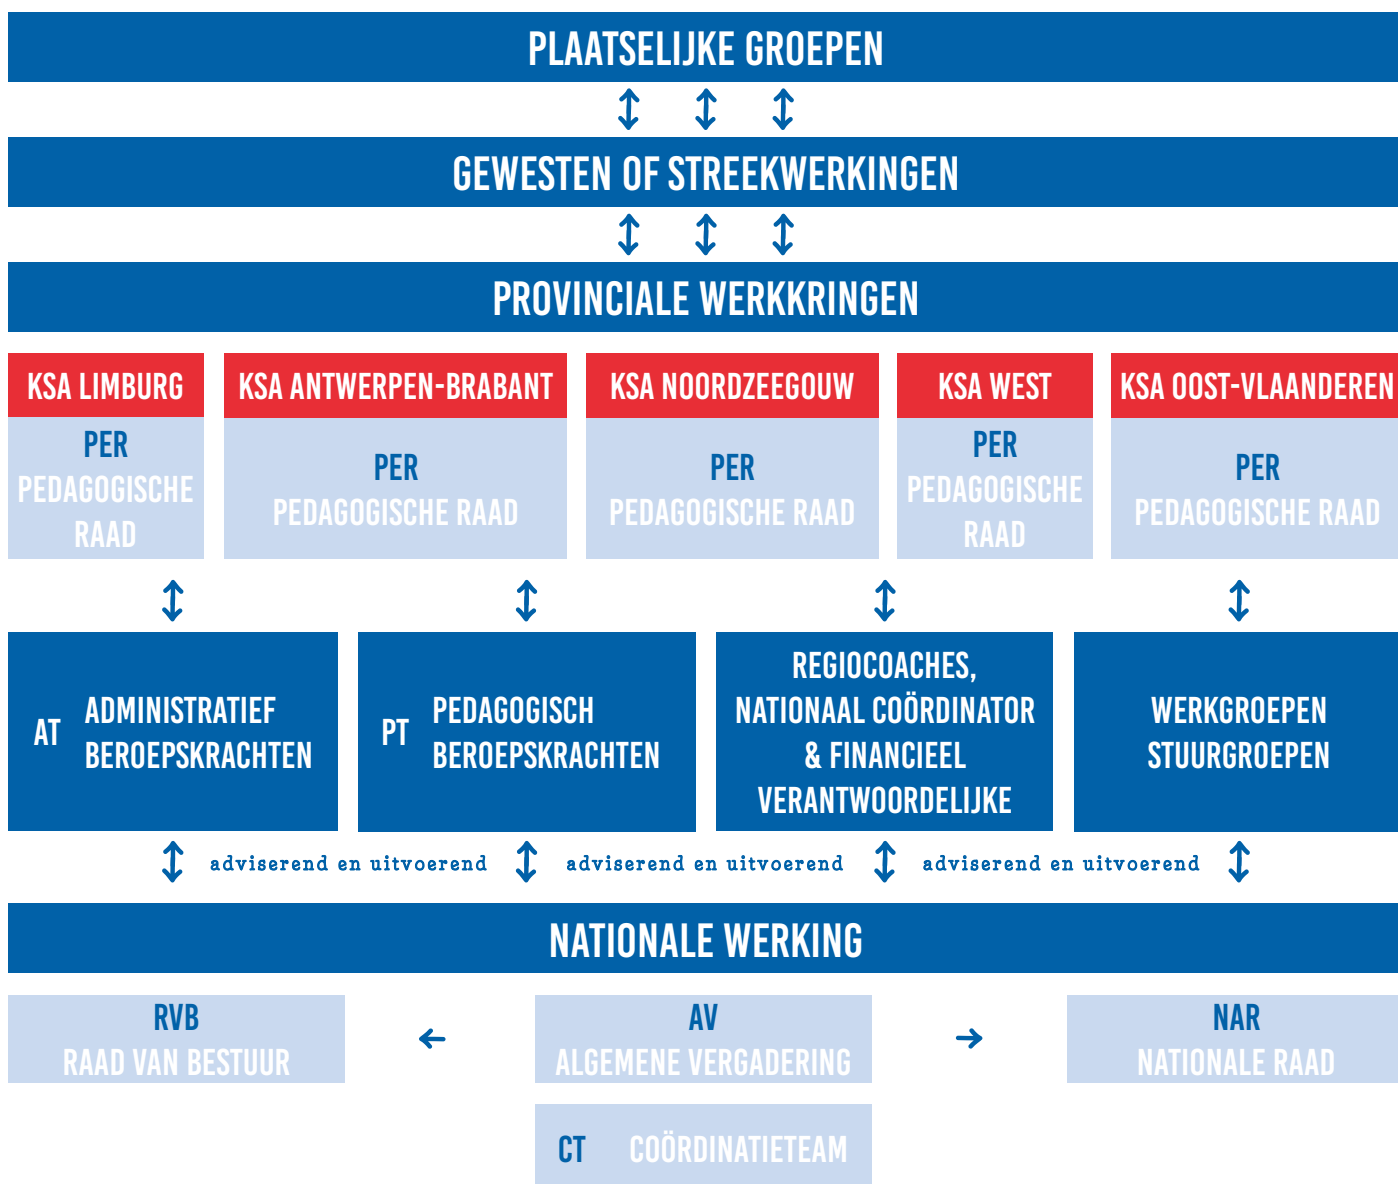 PLAATSELIJKE GROEPEN
GEWESTEN OF STREEKWERKINGEN
PROVINCIALE WERKKRINGEN
KSA LIMBURG
PER
PEDAGOGISCHE
RAAD
KSA ANTWERPEN-BRABANT
PER
PEDAGOGISCHE RAAD
KSA NOORDZEEGOUW
PER
PEDAGOGISCHE RAAD
KSA WEST
PER
PEDAGOGISCHE
RAAD
KSA OOST-VLAANDEREN
PER
PEDAGOGISCHE RAAD
AT
ADMINISTRATIEF
BEROEPSKRACHTEN
PT
PEDAGOGISCH
BEROEPSKRACHTEN
REGIOCOACHES,
NATIONAAL COÖRDINATOR
& FINANCIEEL
VERANTWOORDELIJKE
WERKGROEPEN
STUURGROEPEN
adviserend en uitvoerend
adviserend en uitvoerend
adviserend en uitvoerend
NATIONALE WERKING
RVB
RAAD VAN BESTUUR
AV
ALGEMENE VERGADERING
NAR
NATIONALE RAAD
CT COÖRDINATIETEAM